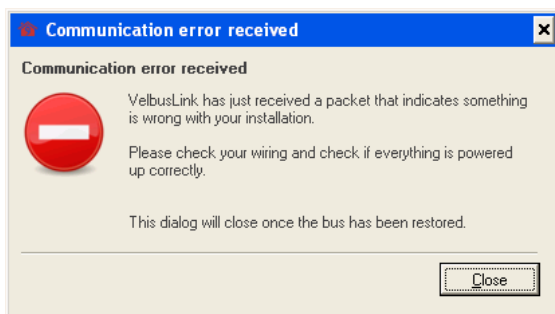 Communication error received
Communication error received
VelbusLink has just received a packet that indicates something
is wrong with your installation.
Please check your wiring and check if everything is powered
up correctly.
This dialog will close once the bus has been restored.
Close